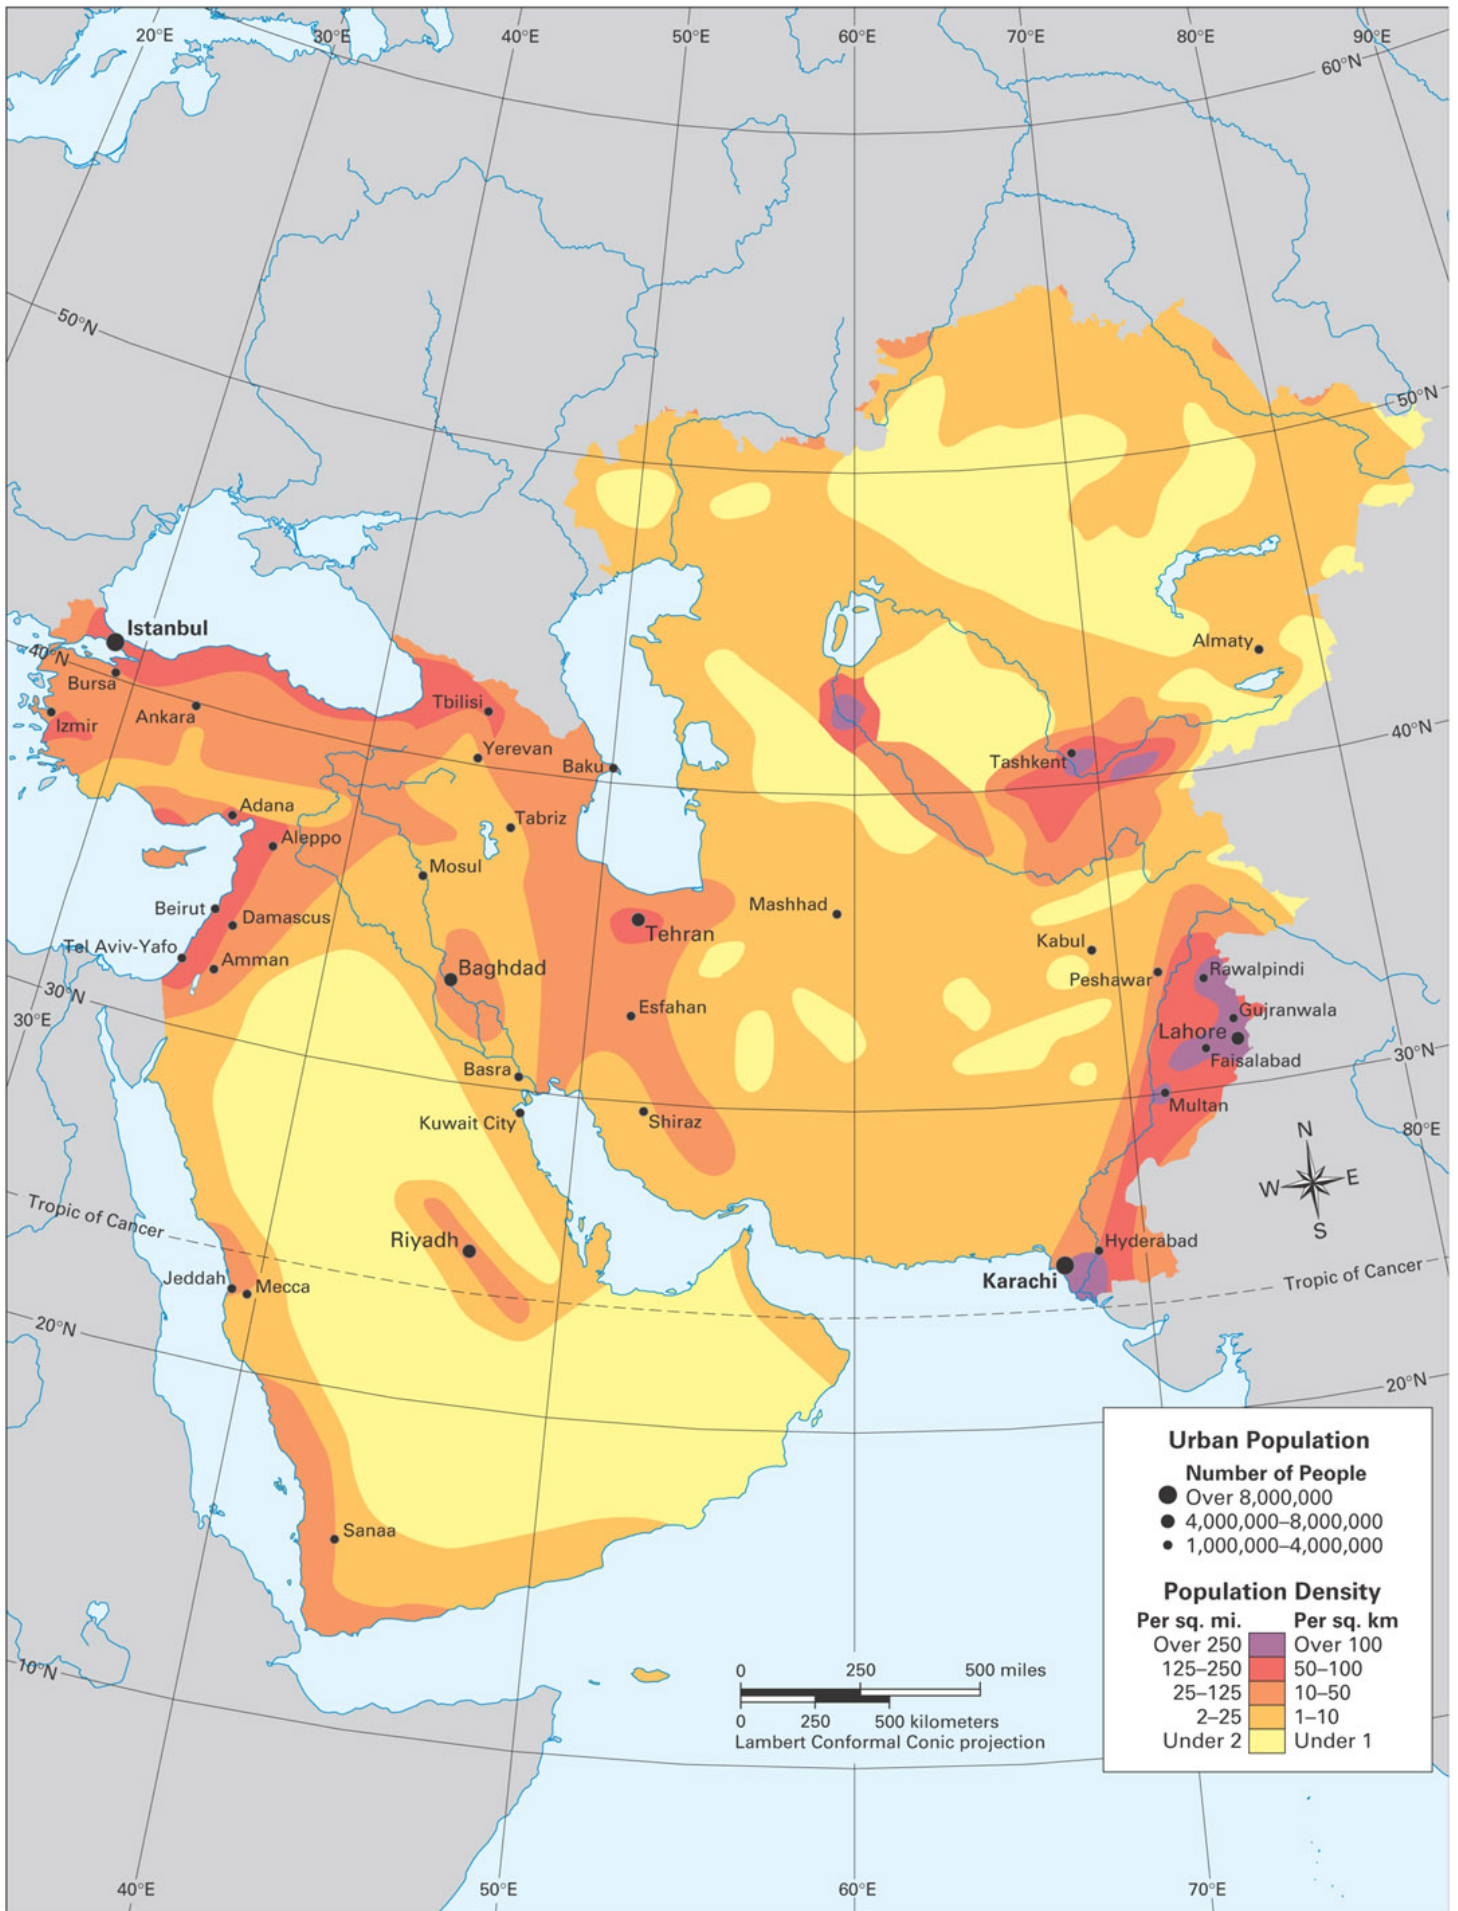 20°E
30°E
40°E
50°E
60°E
70°E
80°E
90°E
60°N
50°N
50°N
Istanbul
40°N
Bursa
Izmir
Ankara
Tbilisi
Yerevan
Baku
Almaty
Tashkent
40°N
Adana
Tabriz
Aleppo
Mosul
Beirut
Damascus
Mashhad
Tehran
Kabul
Tel Aviv-Yafo
Amman
Baghdad
Peshawar
Rawalpindi
30°N
30°E
Esfahan
Gujranwala
Lahore
Faisalabad
30°N
Basra
Kuwait City
Shiraz
Multan
80°E
N
W
E
S
Tropic of Cancer
Riyadh
Hyderabad
Jeddah
Mecca
Karachi
Tropic of Cancer
20°N
20°N
Sanaa
10°N
Urban Population
Number of People
Over 8,000,000
4,000,000–8,000,000
1,000,000–4,000,000
Population Density
Per sq. mi. Per sq. km
Over 250 Over 100
125–250 50–100
25–125 10–50
2–25 1–10
Under 2 Under 1
0 250 500 miles
0 250 500 kilometers
Lambert Conformal Conic projection
40°E
50°E
60°E
70°E